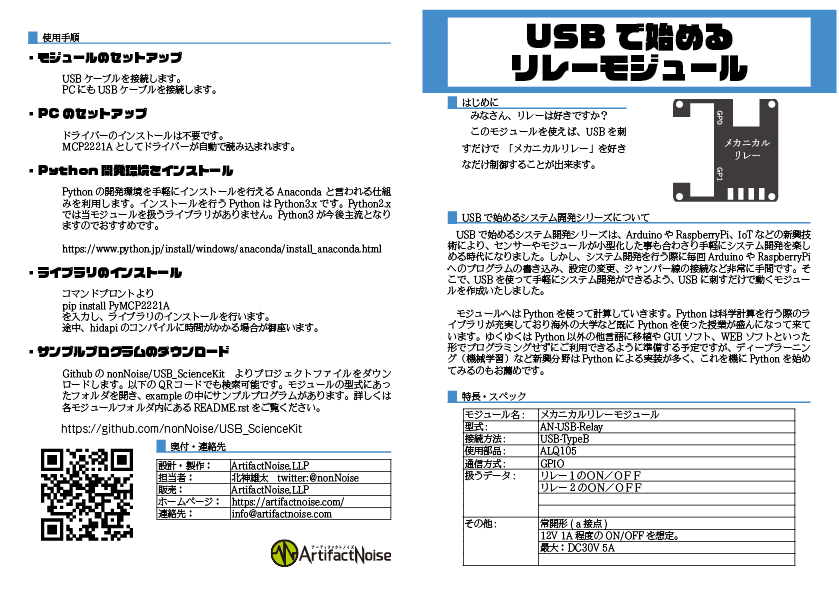 使用手順
・モジュールのセットアップ
USB ケーブルを接続します。
PC にも USB ケーブルを接続します。
・PC のセットアップ
ドライバーのインストールは不要です。
MCP2221A としてドライバーが自動で読み込まれます。
・Python 開発環境をインストール
Python の開発環境を手軽にインストールを行える Anaconda と言われる仕組
みを利用します。インストールを行う Python は Python3.x です。Python2.x
では当モジュールを扱うライブラリがありません。Python3 が今後主流となり
ますのでおすすめです。
https://www.python.jp/install/windows/anaconda/install_anaconda.html
・ライブラリのインストール
コマンドプロントより
pip install PyMCP2221A
を入力し、ライブラリのインストールを行います。
途中、hidapi のコンパイルに時間がかかる場合が御座います。
・サンプルプログラムのダウンロード
Github の nonNoise/USB_ScienceKit よりプロジェクトファイルをダウン
ロードします。以下の QR コードでも検索可能です。モジュールの型式にあっ
たフォルダを開き、example の中にサンプルプログラムがあります。詳しくは
各モジュールフォルダ内にある README.rst をご覧ください。
https://github.com/nonNoise/USB_ScienceKit
奥付・連絡先
設計・製作： ArtifactNoise.LLP
担当者： 北神雄太 twitter:@nonNoise
販売： ArtifactNoise.LLP
ホームページ： https://artifactnoise.com/
連絡先： info@artifactnoise.com
アーティファクトノイズ
ArtifactNoise
USB で始める
リレーモジュール
はじめに
みなさん、リレーは好きですか？
このモジュールを使えば、USB を刺
すだけで 「メカニカルリレー」を好き
なだけ制御することが出来ます。
GP0
メカニカル
リレー
GP1
USB で始めるシステム開発シリーズについて
USB で始めるシステム開発シリーズは、Arduino や RaspberryPi、IoT などの新興技
術により、センサーやモジュールが小型化した事も合わさり手軽にシステム開発を楽し
める時代になりました。しかし、システム開発を行う際に毎回 Arduino や RaspberryPi
へのプログラムの書き込み、設定の変更、ジャンパー線の接続など非常に手間です。そ
こで、USB を使って手軽にシステム開発ができるよう、USB に刺すだけで動くモジュー
ルを作成いたしました。
モジュールへは Python を使って計算していきます。Python は科学計算を行う際のラ
イブラリが充実しており海外の大学など既に Python を使った授業が盛んになって来て
います。ゆくゆくは Python 以外の他言語に移植や GUI ソフト、WEB ソフトといった
形でプログラミングせずにご利用できるように準備する予定ですが、ディープラーニン
グ（機械学習）など新興分野は Python による実装が多く、これを機に Python を始め
てみるのもお薦めです。
特長・スペック
モジュール名： メカニカルリレーモジュール
型式： AN-USB-Relay
接続方法： USB-TypeB
使用部品： ALQ105
通信方式： GPIO
扱うデータ： リレー１のON／ＯＦＦ
リレー２のON／ＯＦＦ
その他： 常開形 ( a 接点 )
12V 1A 程度の ON/OFF を想定。
最大：DC30V 5A